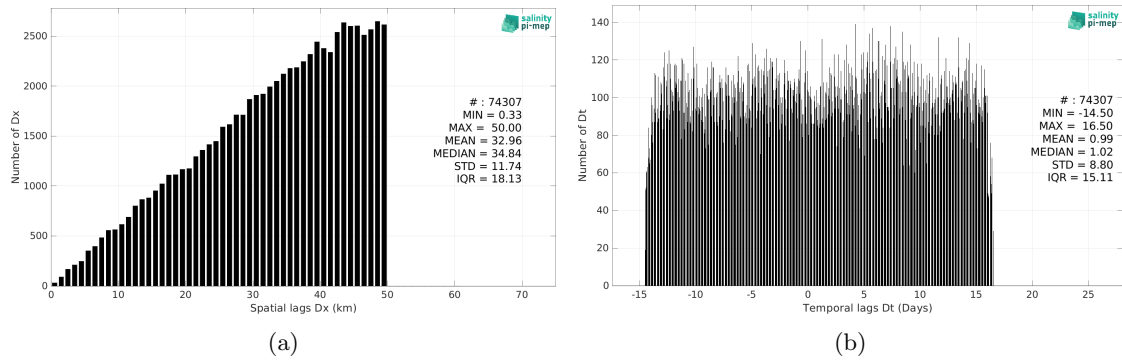 salinity
pi-mep
2500
2000
1500
1000
500
0
Number of Dx
# : 74307
MIN = 0.33
MAX = 50.00
MEAN = 32.96
MEDIAN = 34.84
STD = 11.74
IQR = 18.13
0 10 20 30 40 50 60 70
Spatial lags Dx (km)
(a)
salinity
pi-mep
140
120
100
80
60
40
20
0
Number of Dt
# : 74307
MIN = -14.50
MAX = 16.50
MEAN = 0.99
MEDIAN = 1.02
STD = 8.80
IQR = 15.11
-15 -10 -5 0 5 10 15 20 25
Temporal lags Dt (Days)
(b)